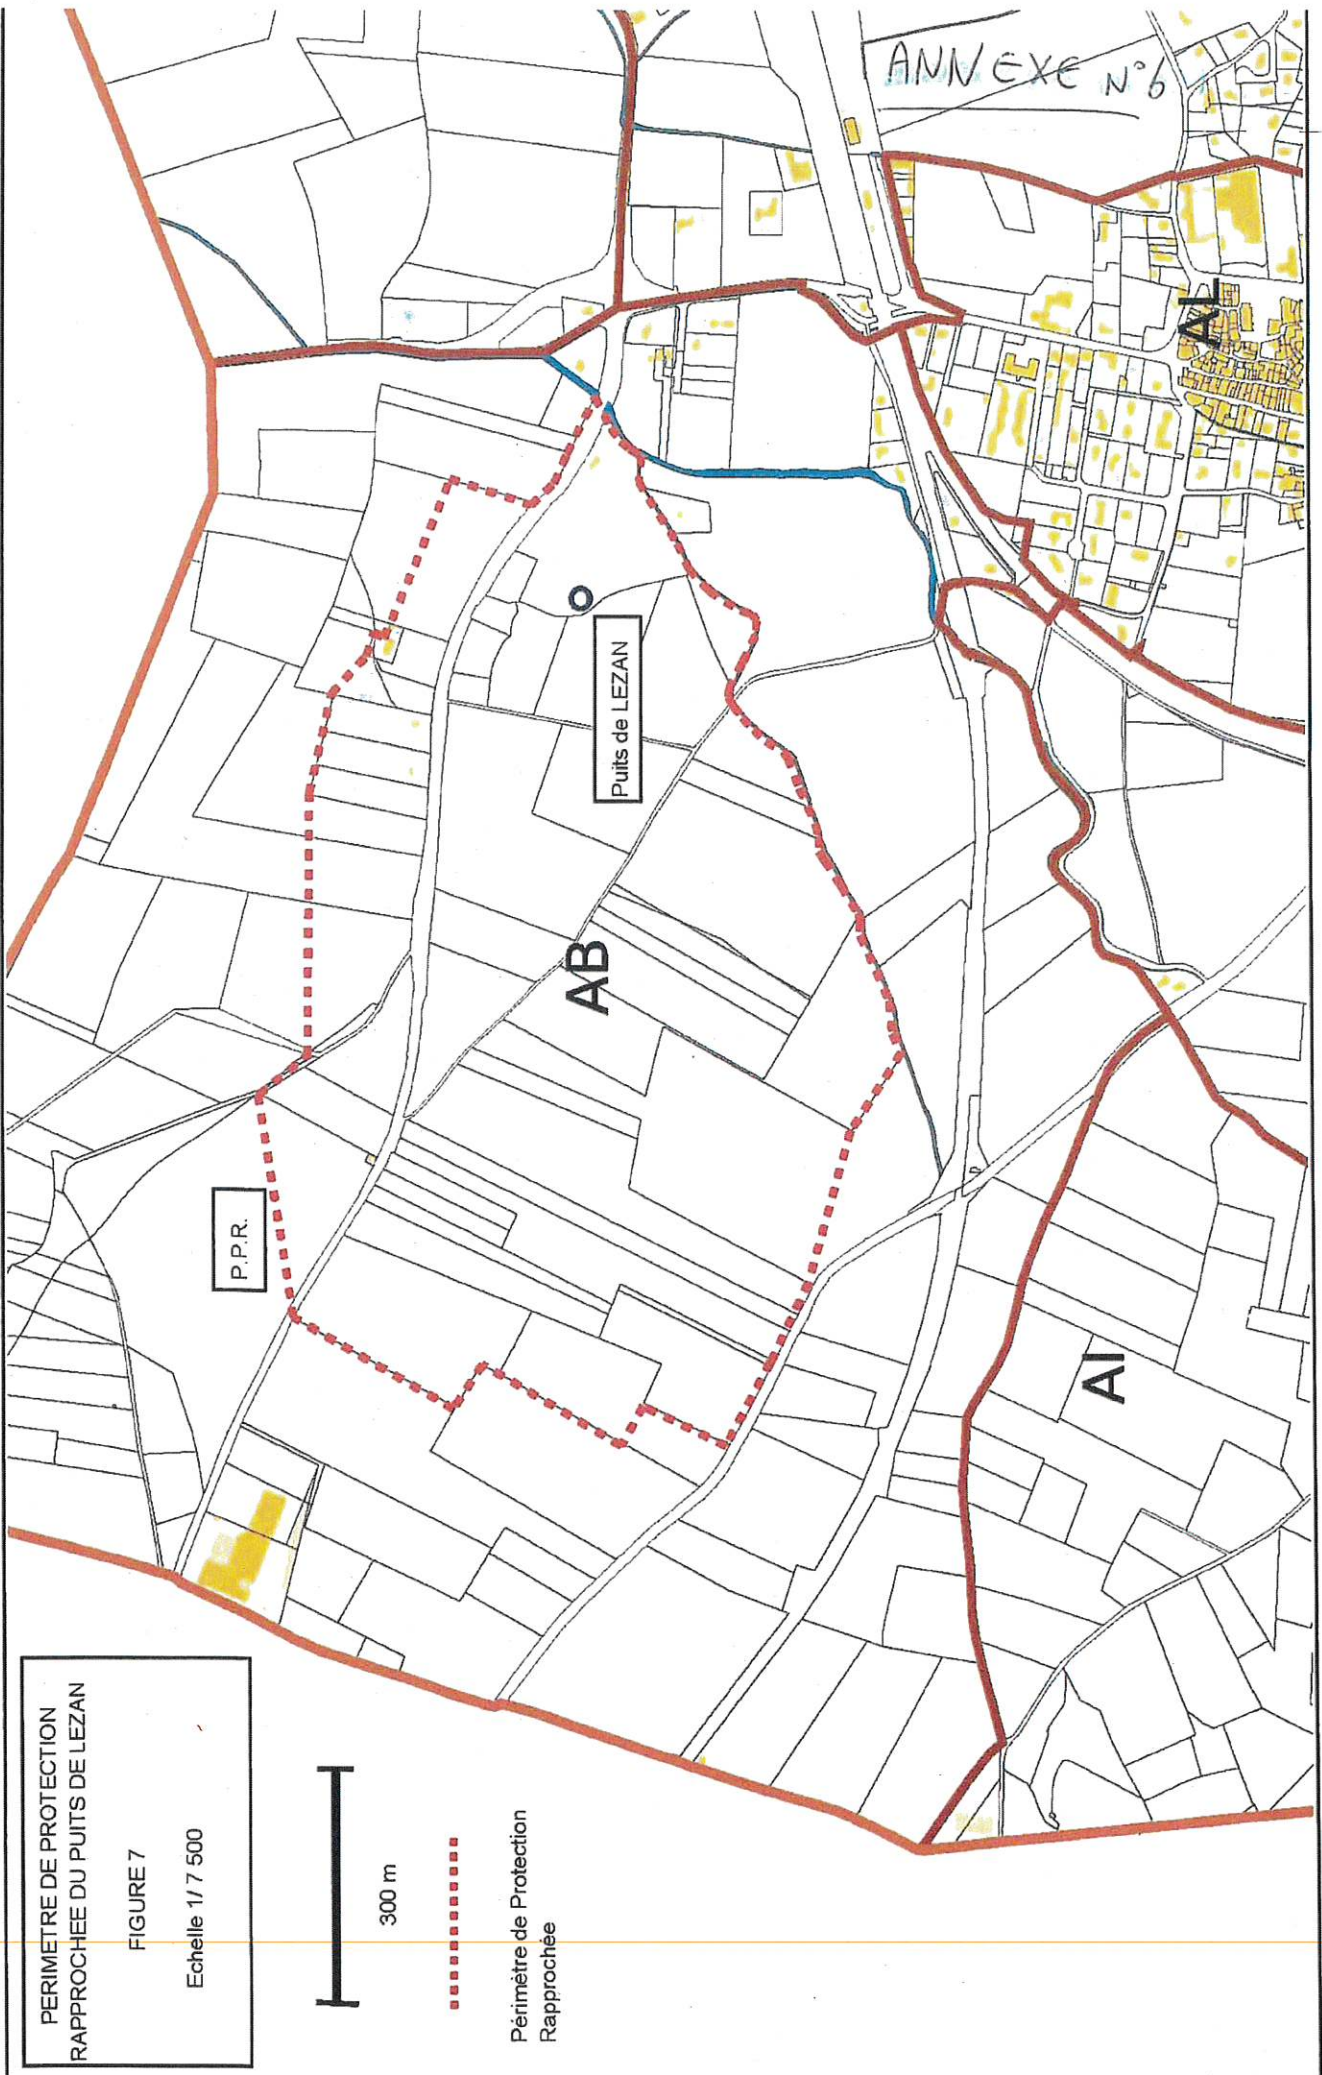 ANNEXE N°6
PERIMETRE DE PROTECTION
RAPPROCHEE DU PUITS DE LEZAN
FIGURE 7
Echelle 1/ 7 500
300 m
Périmètre de Protection
Rapprochée
P.P.R.
Puits de LEZAN
AB
AI
AL